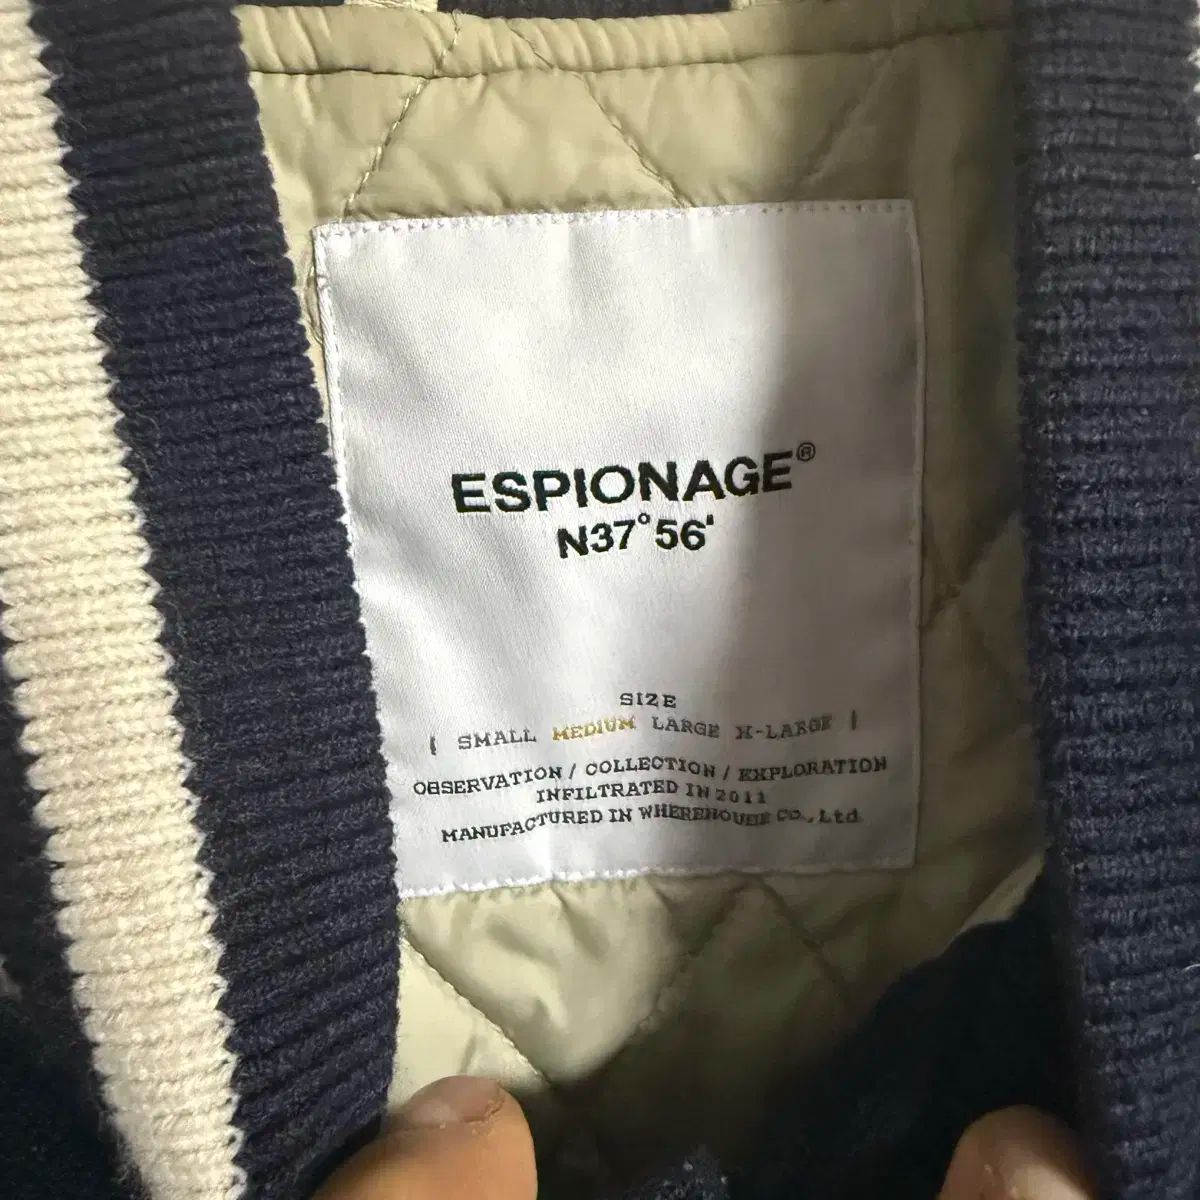 ESPIONAGE®
N37°56'
SIZE
( SMALL MEDIUM LARGE X-LARGE )
OBSERVATION / COLLECTION / EXPLORATION
INFILTRATED IN 2011
MANUFACTURED IN WHEREHOUSE CO., Ltd